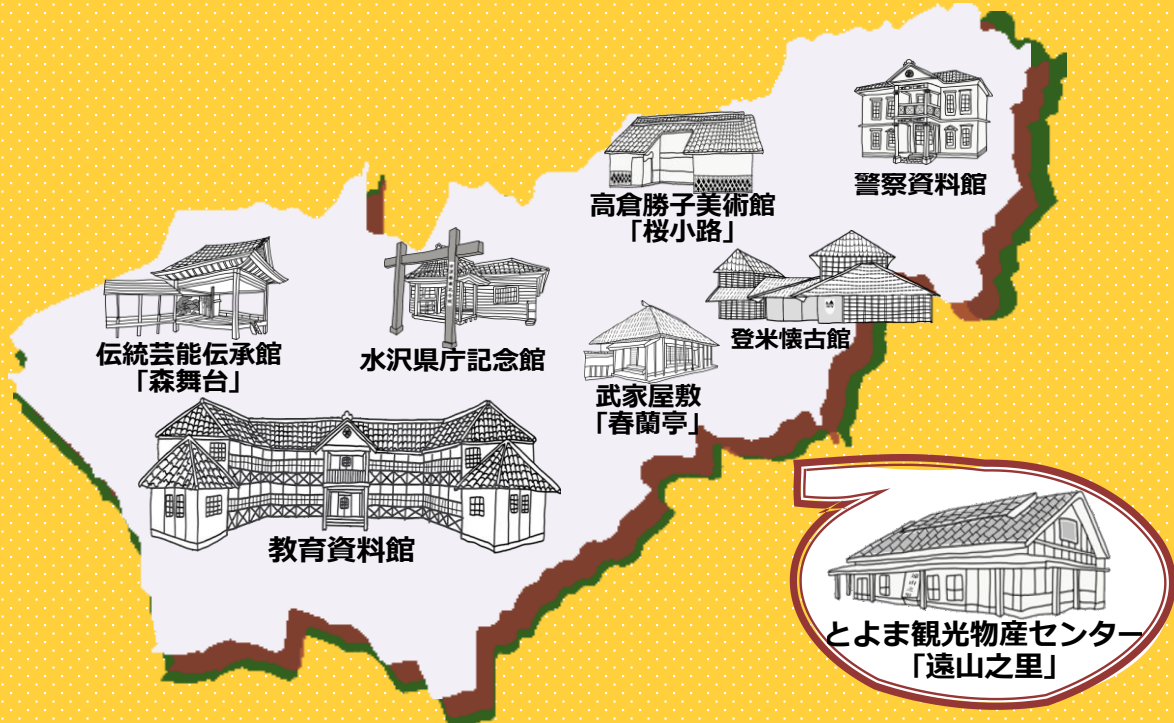 警察資料館
高倉勝子美術館
「桜小路」
登米懐古館
水沢県庁記念館
伝統芸能伝承館
「森舞台」
武家屋敷
「春蘭亭」
教育資料館
とよま観光物産センター
「遠山之里」